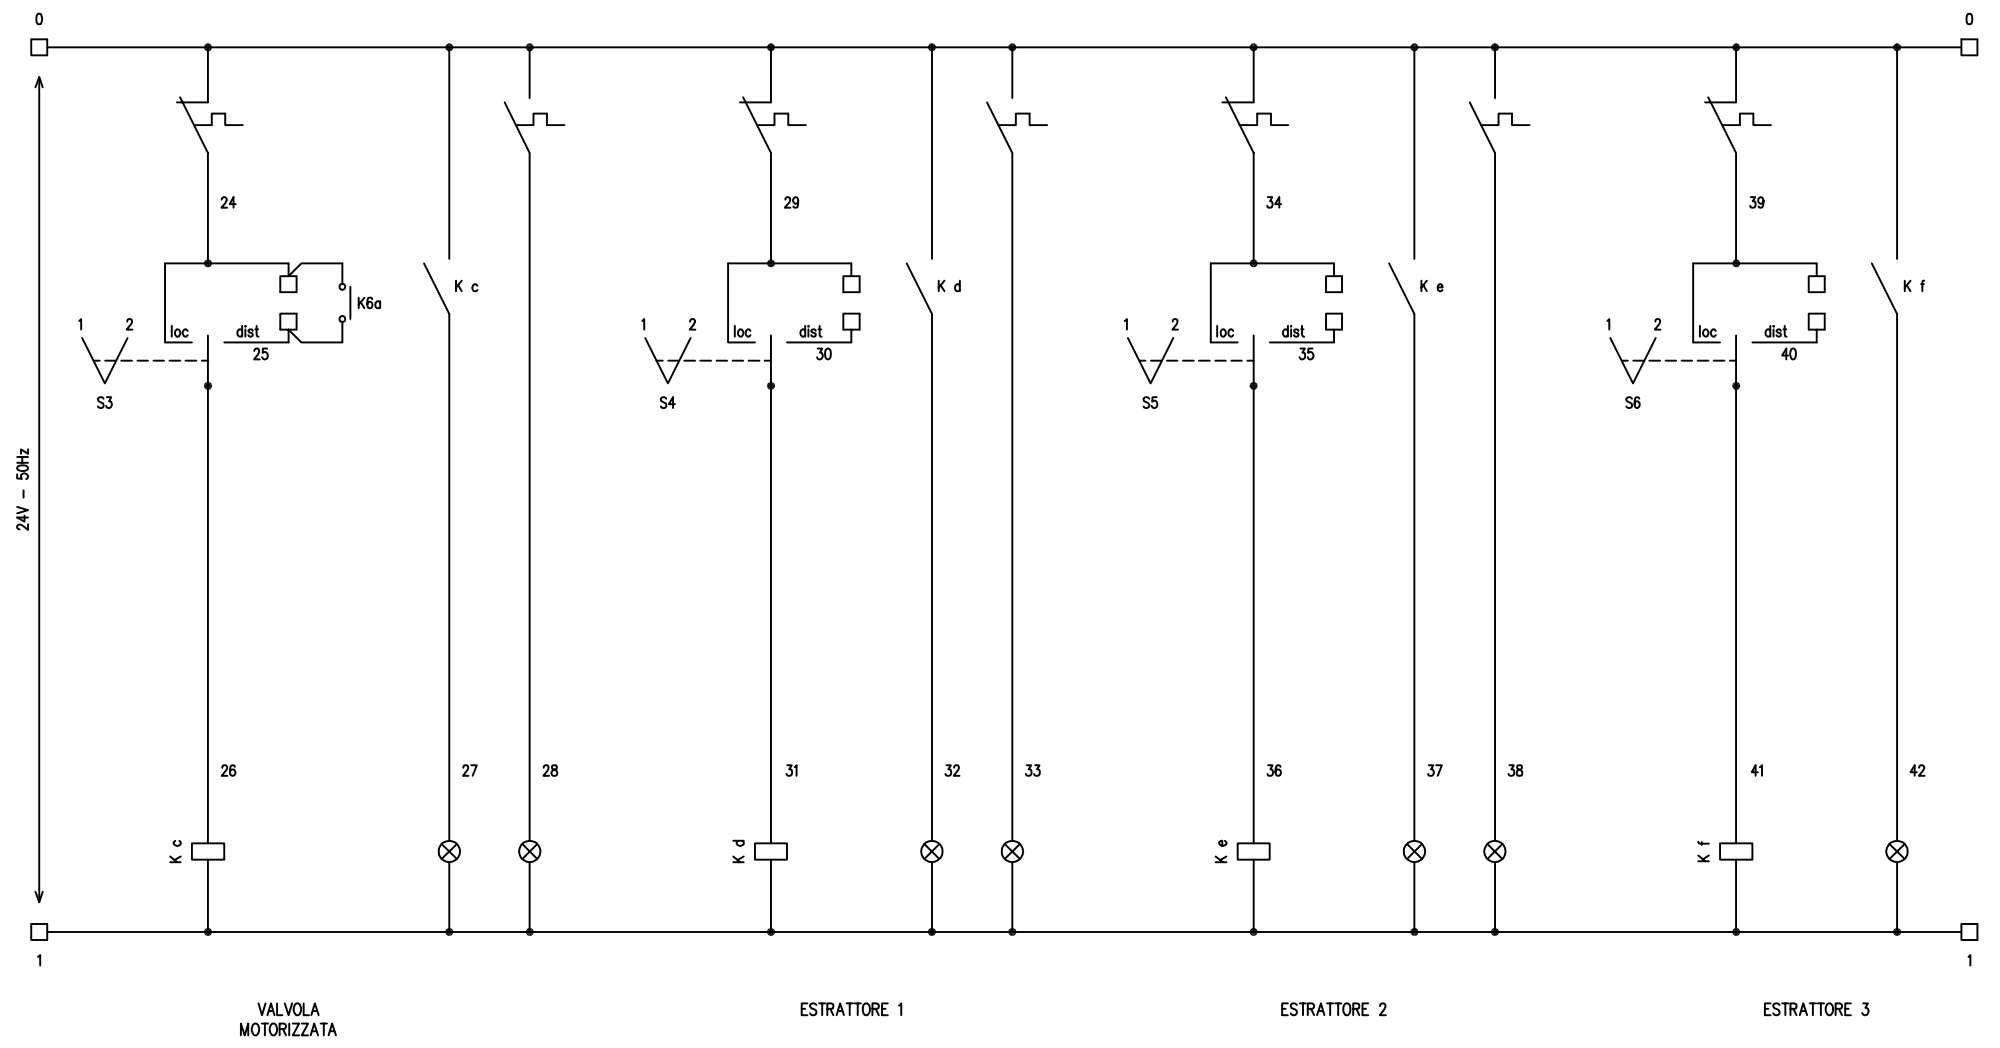 0 0
24 29 34 39
K c K d K e K f
K6a
1 2 loc dist 1 2 loc dist 1 2 loc dist 1 2 loc dist
25 30 35 40
S3 S4 S5 S6
24V - 50Hz
26 27 28 31 32 33 36 37 38 41 42
K c K d K e K f
1 1
VALVOLA ESTRATTORE 1 ESTRATTORE 2 ESTRATTORE 3
MOTORIZZATA